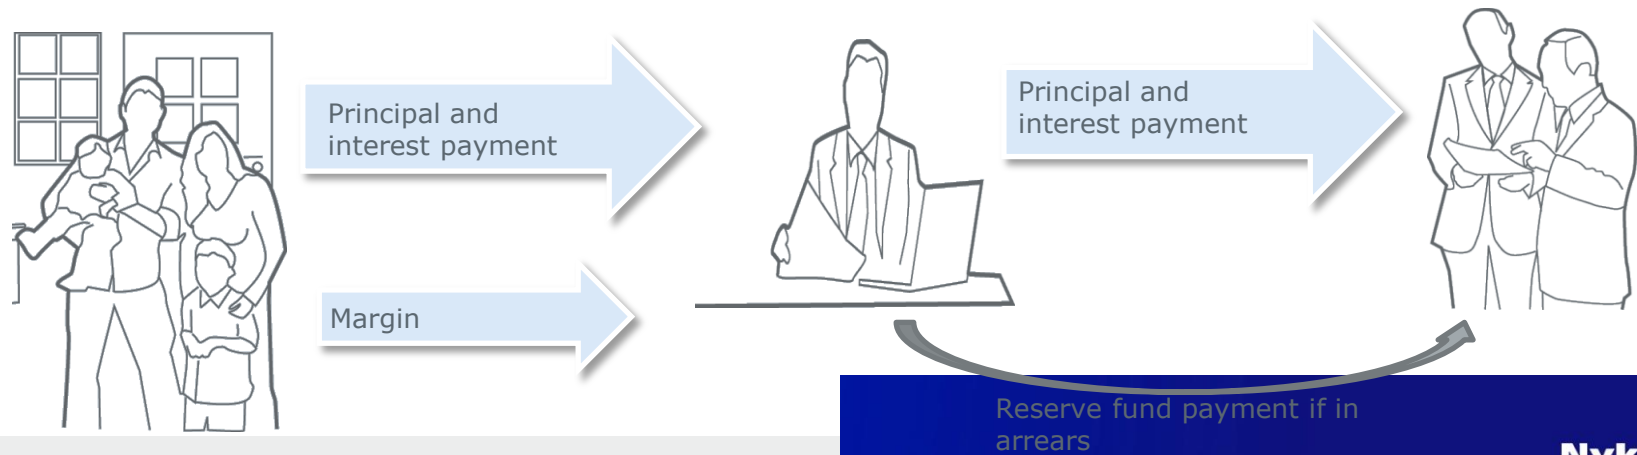 Principal and
interest payment
Principal and
interest payment
Margin
Reserve fund payment if in
arrears